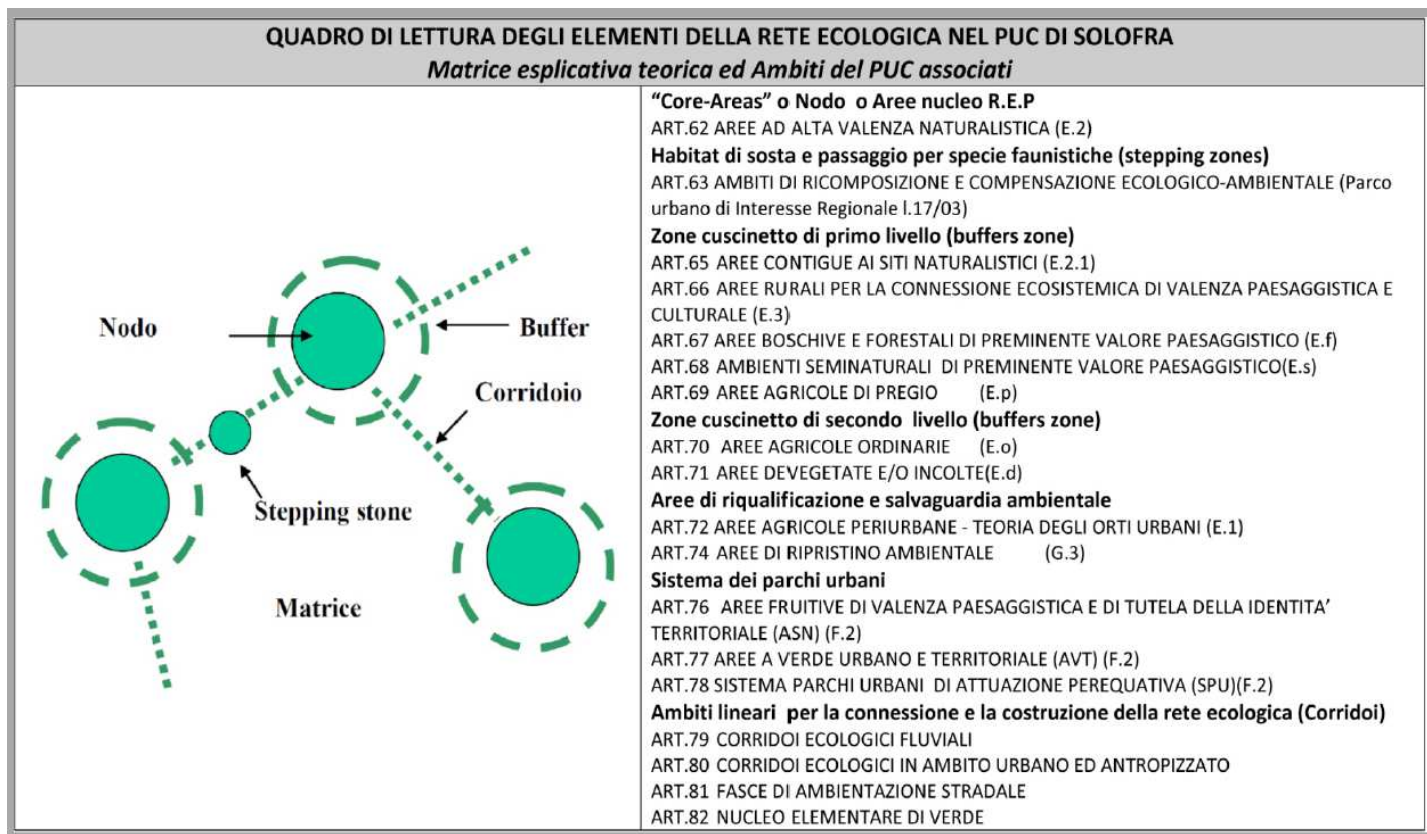 QUADRO DI LETTURA DEGLI ELEMENTI DELLA RETE ECOLOGICA NEL PUC DI SOLOFRA
Matrice esplicativa teorica ed Ambiti del PUC associati
Nodo
Buffer
Corridoio
Stepping stone
Matrice
“Core-Areas” o Nodo o Aree nucleo R.E.P
ART.62 AREE AD ALTA VALENZA NATURALISTICA (E.2)
Habitat di sosta e passaggio per specie faunistiche (stepping zones)
ART.63 AMBITI DI RICOMPOSIZIONE E COMPENSAZIONE ECOLOGICO-AMBIENTALE (Parco
urbano di Interesse Regionale l.17/03)
Zone cuscinetto di primo livello (buffers zone)
ART.65 AREE CONTIGUE AI SITI NATURALISTICI (E.2.1)
ART.66 AREE RURALI PER LA CONNESSIONE ECOSISTEMICA DI VALENZA PAESAGGISTICA E
CULTURALE (E.3)
ART.67 AREE BOSCHIVE E FORESTALI DI PREMINENTE VALORE PAESAGGISTICO (E.f)
ART.68 AMBIENTI SEMINATURALI DI PREMINENTE VALORE PAESAGGISTICO(E.s)
ART.69 AREE AGRICOLE DI PREGIO (E.p)
Zone cuscinetto di secondo livello (buffers zone)
ART.70 AREE AGRICOLE ORDINARIE (E.o)
ART.71 AREE DEVEGETATE E/O INCOLTE(E.d)
Aree di riqualificazione e salvaguardia ambientale
ART.72 AREE AGRICOLE PERIURBANE - TEORIA DEGLI ORTI URBANI (E.1)
ART.74 AREE DI RIPRISTINO AMBIENTALE (G.3)
Sistema dei parchi urbani
ART.76 AREE FRUITIVE DI VALENZA PAESAGGISTICA E DI TUTELA DELLA IDENTITA’
TERRITORIALE (ASN) (F.2)
ART.77 AREE A VERDE URBANO E TERRITORIALE (AVT) (F.2)
ART.78 SISTEMA PARCHI URBANI DI ATTUAZIONE PEREQUATIVA (SPU)(F.2)
Ambiti lineari per la connessione e la costruzione della rete ecologica (Corridoi)
ART.79 CORRIDOI ECOLOGICI FLUVIALI
ART.80 CORRIDOI ECOLOGICI IN AMBITO URBANO ED ANTROPIZZATO
ART.81 FASCE DI AMBIENTAZIONE STRADALE
ART.82 NUCLEO ELEMENTARE DI VERDE